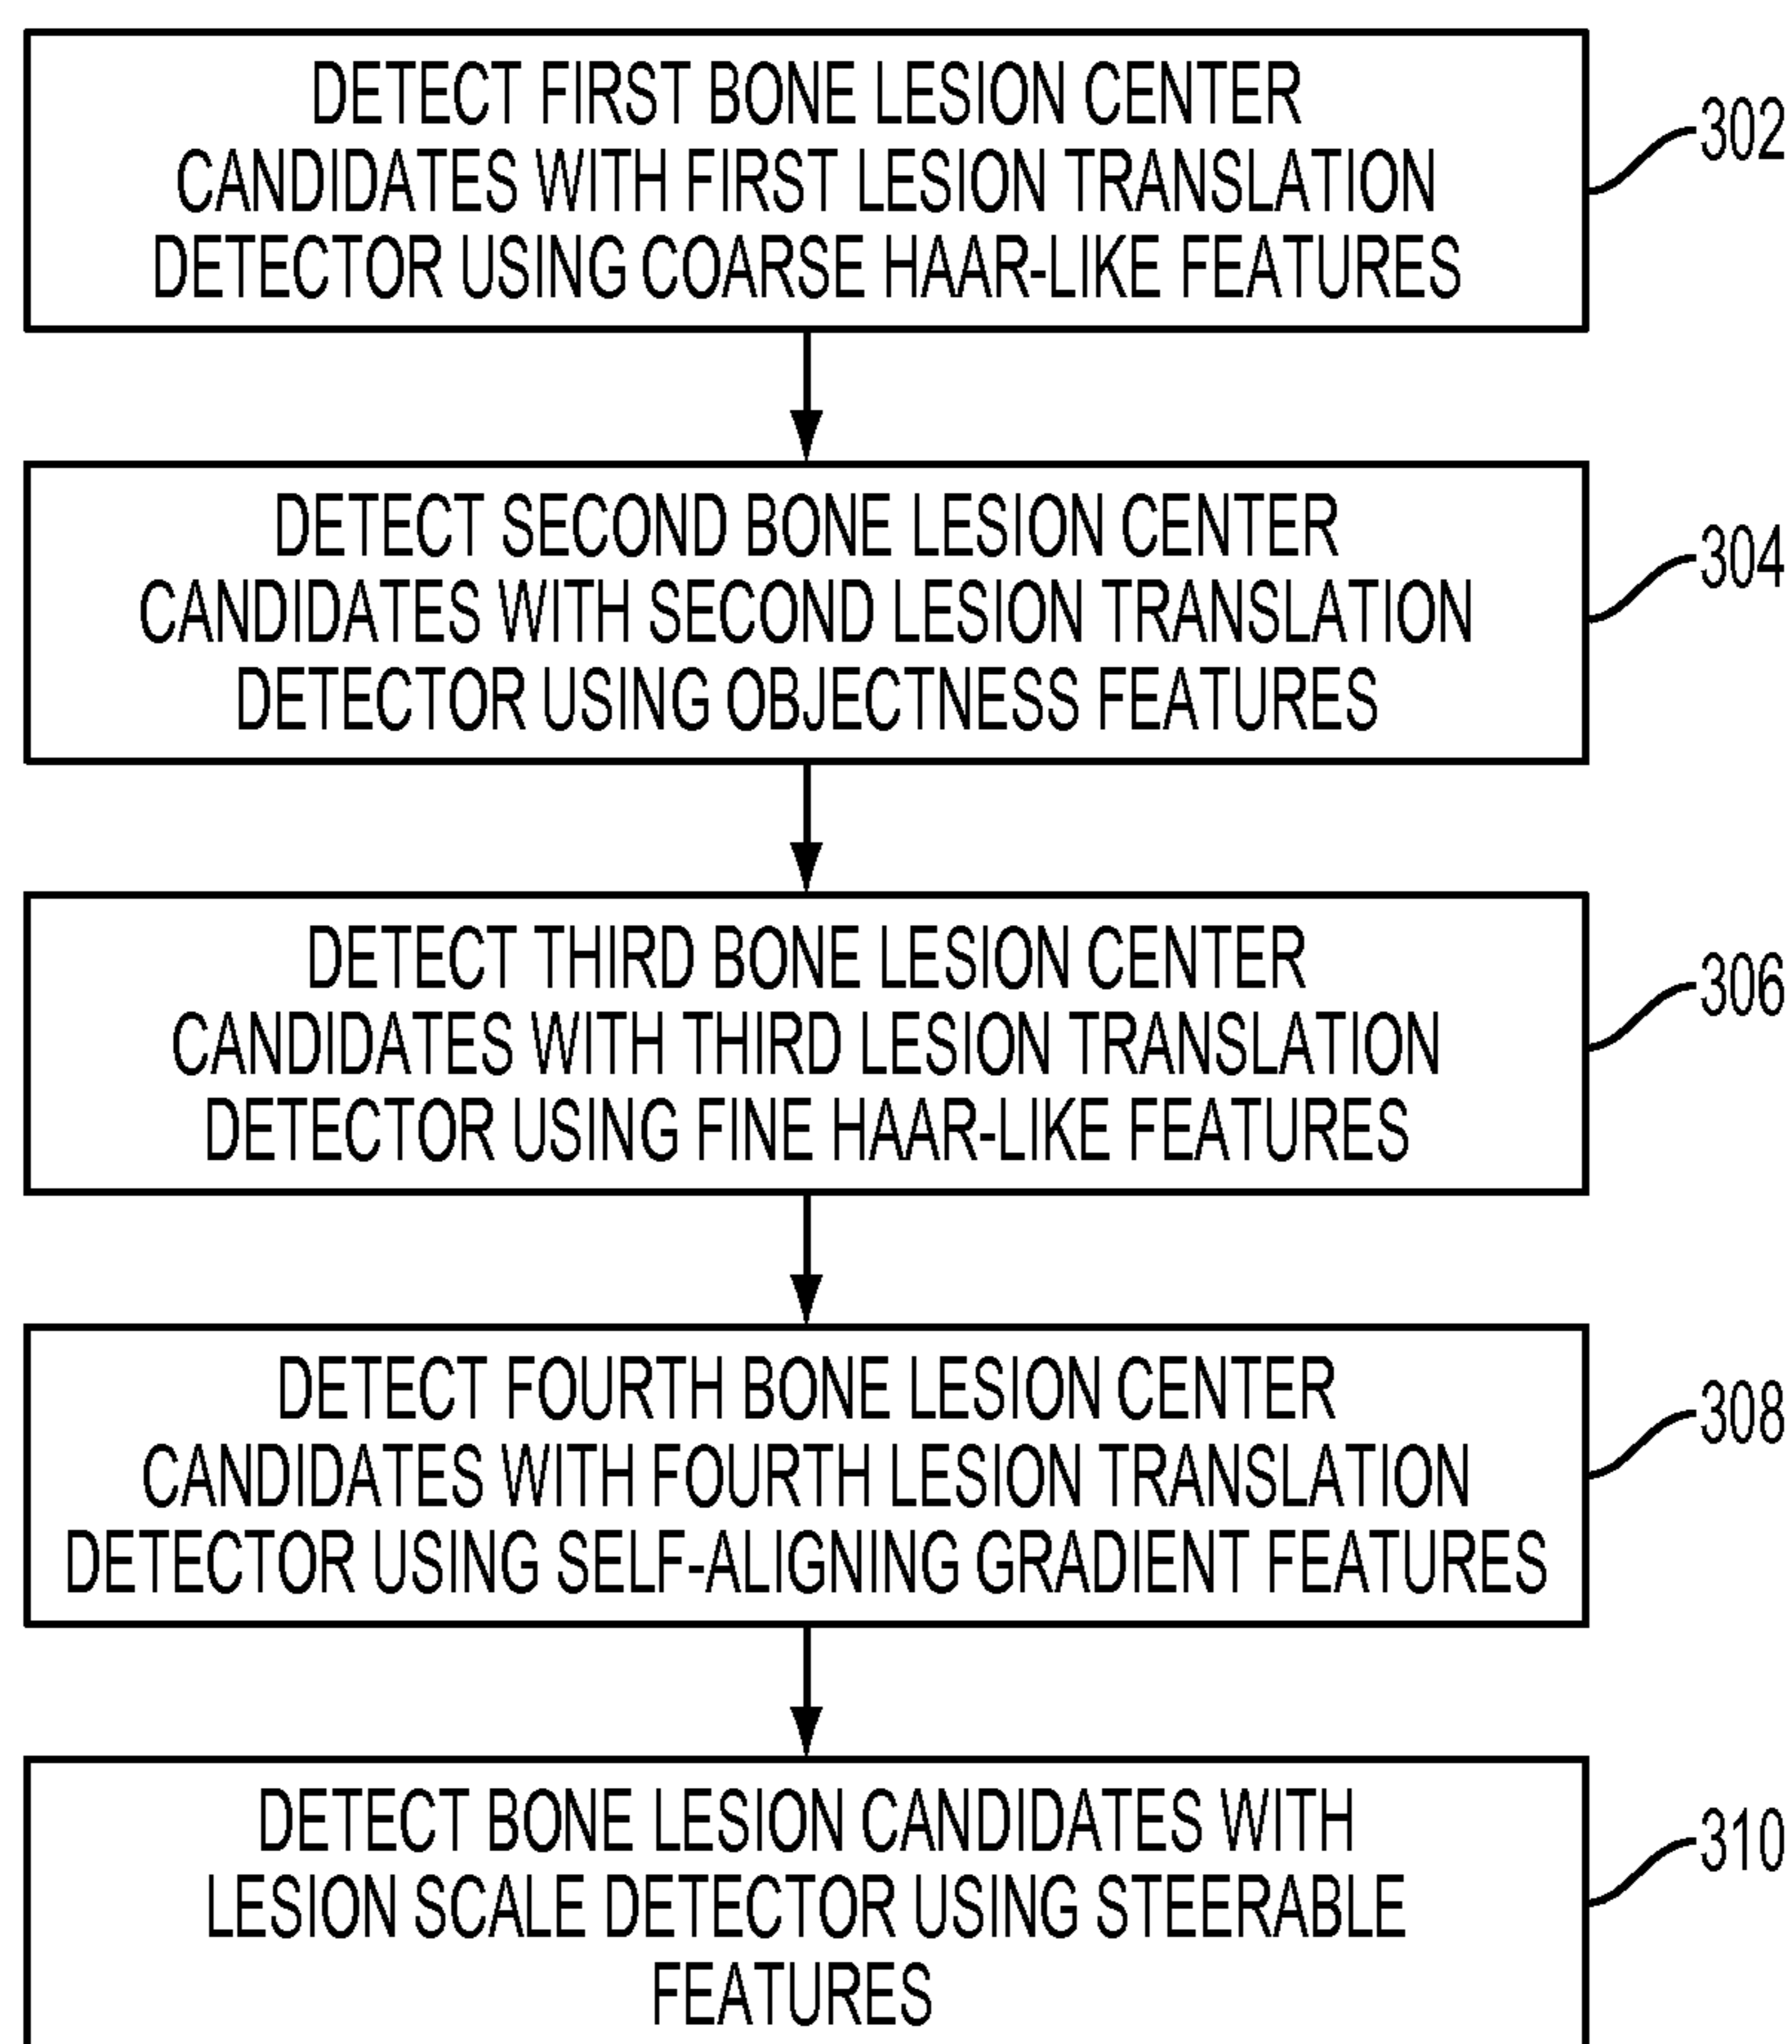 DETECT FIRST BONE LESION CENTER
CANDIDATES WITH FIRST LESION TRANSLATION
DETECTOR USING COARSE HAAR-LIKE FEATURES
302
DETECT SECOND BONE LESION CENTER
CANDIDATES WITH SECOND LESION TRANSLATION
DETECTOR USING OBJECTNESS FEATURES
304
DETECT THIRD BONE LESION CENTER
CANDIDATES WITH THIRD LESION TRANSLATION
DETECTOR USING FINE HAAR-LIKE FEATURES
306
DETECT FOURTH BONE LESION CENTER
CANDIDATES WITH FOURTH LESION TRANSLATION
DETECTOR USING SELF-ALIGNING GRADIENT FEATURES
308
DETECT BONE LESION CANDIDATES WITH
LESION SCALE DETECTOR USING STEERABLE
FEATURES
310